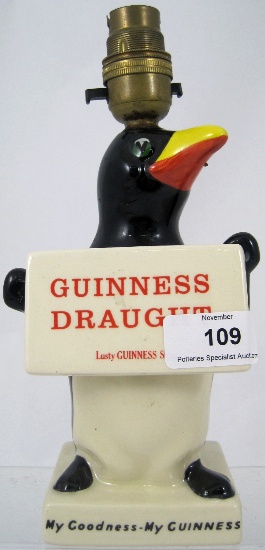 GUINNESS
DRAUGHT
Lusty GUINNESS
November
109
Potteries Specialist Auction
My Goodness-My GUINNESS